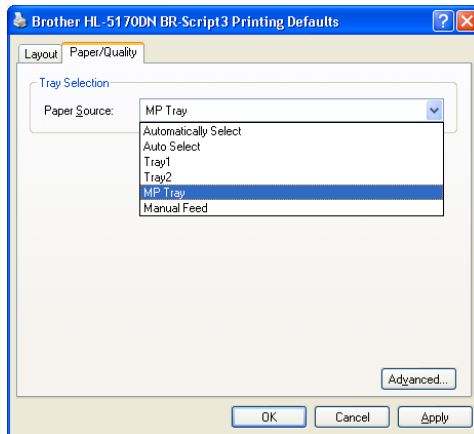 Brother HL-5170DN BR-Script3 Printing Defaults
Layout Paper/Quality
Tray Selection
Paper Source: MP Tray
Automatically Select
Auto Select
Tray1
Tray2
MP Tray
Manual Feed
Advanced...
OK Cancel Apply